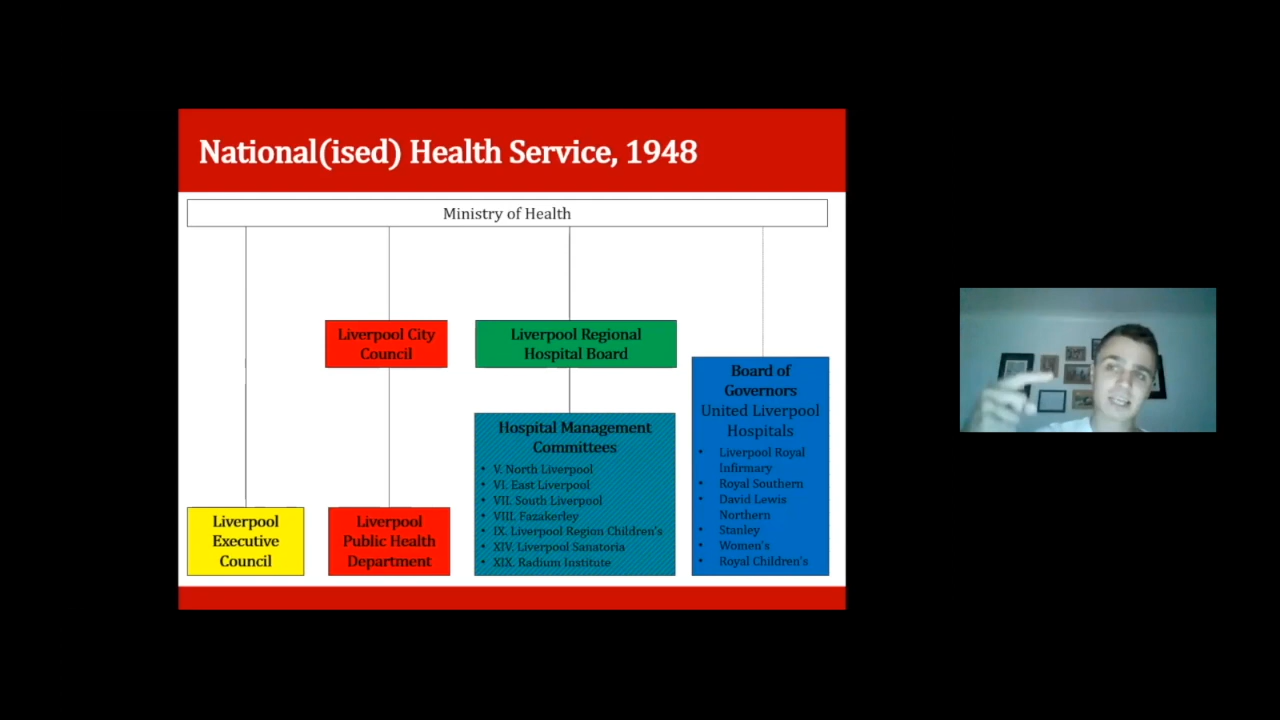 National(ised) Health Service, 1948
Ministry of Health
Liverpool City
Council
Liverpool Regional
Hospital Board
Board of
Governors
United Liverpool
Hospitals
• Liverpool Royal
Infirmary
• Royal Southern
• David Lewis
Northern
• Stanley
• Women's
• Royal Children's
Hospital Management
Committees
• V. North Liverpool
• VI. East Liverpool
• VII. South Liverpool
• VIII. Fazakerley
• IX. Liverpool Region Children's
• XIV. Liverpool Sanatoria
• XIX. Radium Institute
Liverpool
Executive
Council
Liverpool
Public Health
Department